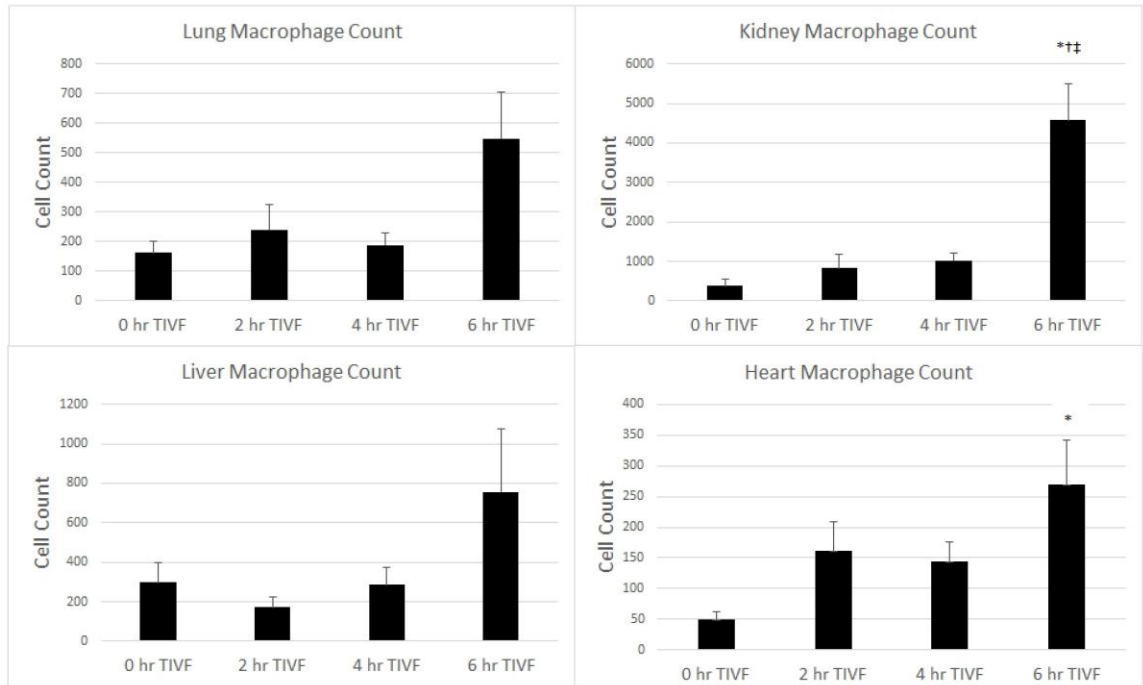 Lung Macrophage Count
800
700
600
500
400
300
200
100
0
Cell Count
0 hr TIVF 2 hr TIVF 4 hr TIVF 6 hr TIVF
Kidney Macrophage Count
*†‡
6000
5000
4000
3000
2000
1000
0
Cell Count
0 hr TIVF 2 hr TIVF 4 hr TIVF 6 hr TIVF
Liver Macrophage Count
1200
1000
800
600
400
200
0
Cell Count
0 hr TIVF 2 hr TIVF 4 hr TIVF 6 hr TIVF
Heart Macrophage Count
*
400
350
300
250
200
150
100
50
0
Cell Count
0 hr TIVF 2 hr TIVF 4 hr TIVF 6 hr TIVF